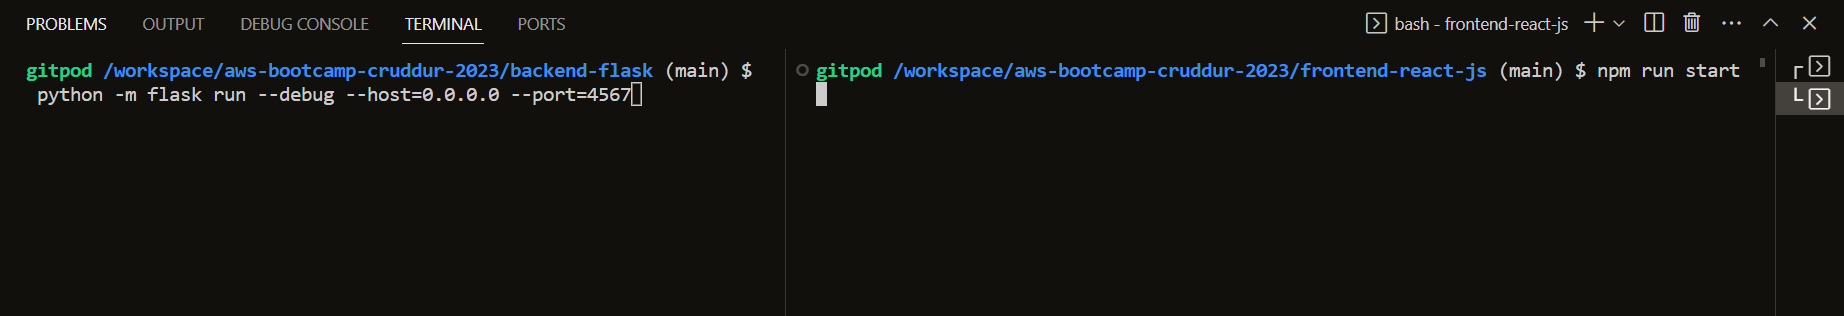 PROBLEMS OUTPUT DEBUG CONSOLE TERMINAL PORTS bash - frontend-react-js
gitpod /workspace/aws-bootcamp-cruddur-2023/backend-flask (main) $
python -m flask run --debug --host=0.0.0.0 --port=4567
gitpod /workspace/aws-bootcamp-cruddur-2023/frontend-react-js (main) $ npm run start